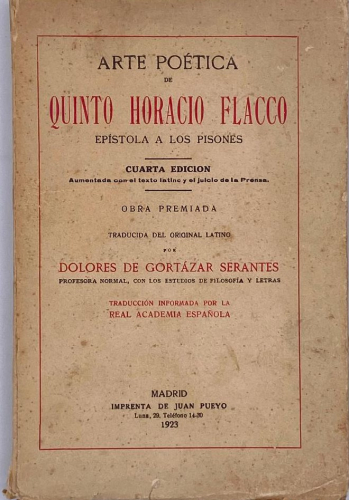 ARTE POÉTICA
DE
QUINTO HORACIO FLACCO
EPÍSTOLA A LOS PISONES
CUARTA EDICION
Aumentada con el texto latino y el juicio de la Prensa.
OBRA PREMIADA
TRADUCIDA DEL ORIGINAL LATINO
POR
DOLORES DE GORTÁZAR SERANTES
PROFESORA NORMAL, CON LOS ESTUDIOS DE FILOSOFÍA Y LETRAS
TRADUCCIÓN INFORMADA POR LA
REAL ACADEMIA ESPAÑOLA
MADRID
IMPRENTA DE JUAN PUEYO
Luna, 29. Teléfono 14-30
1923